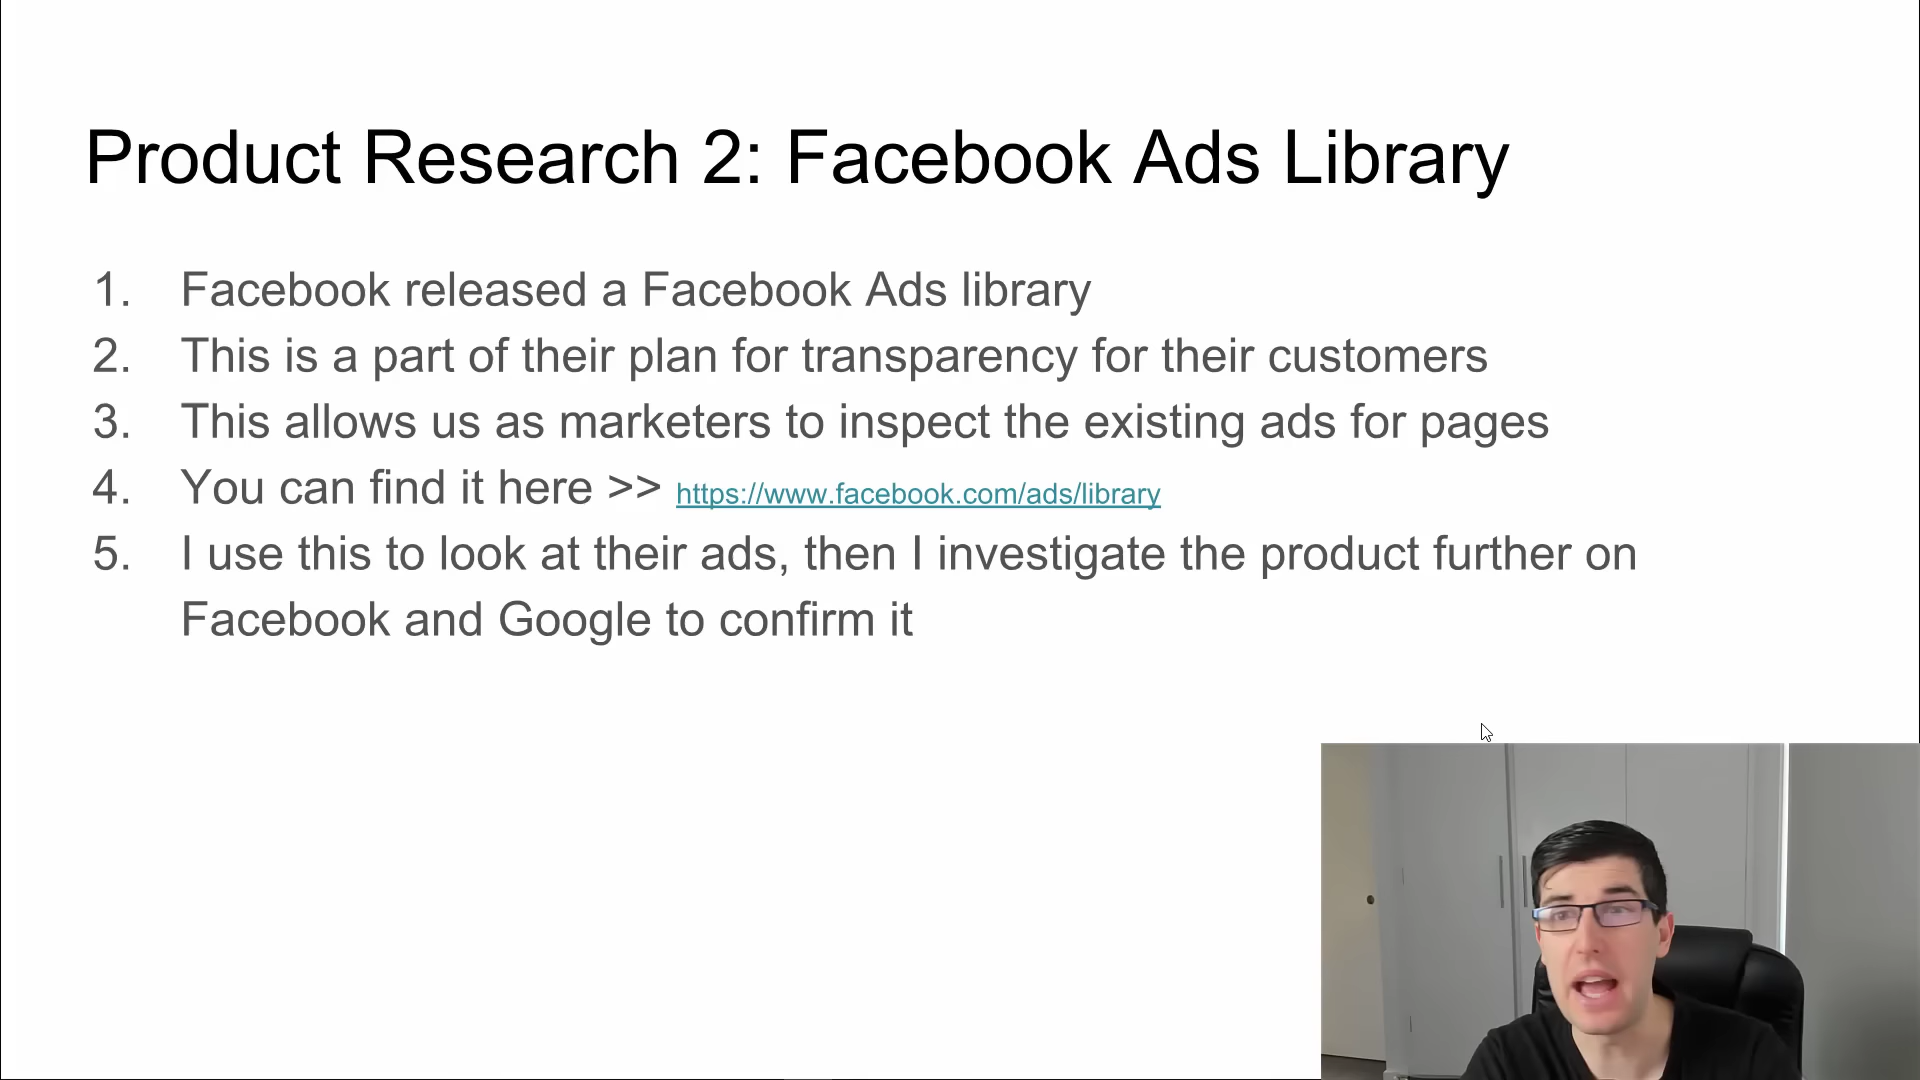 Product Research 2: Facebook Ads Library
1. Facebook released a Facebook Ads library
2. This is a part of their plan for transparency for their customers
3. This allows us as marketers to inspect the existing ads for pages
4. You can find it here >> https://www.facebook.com/ads/library
5. I use this to look at their ads, then I investigate the product further on
Facebook and Google to confirm it